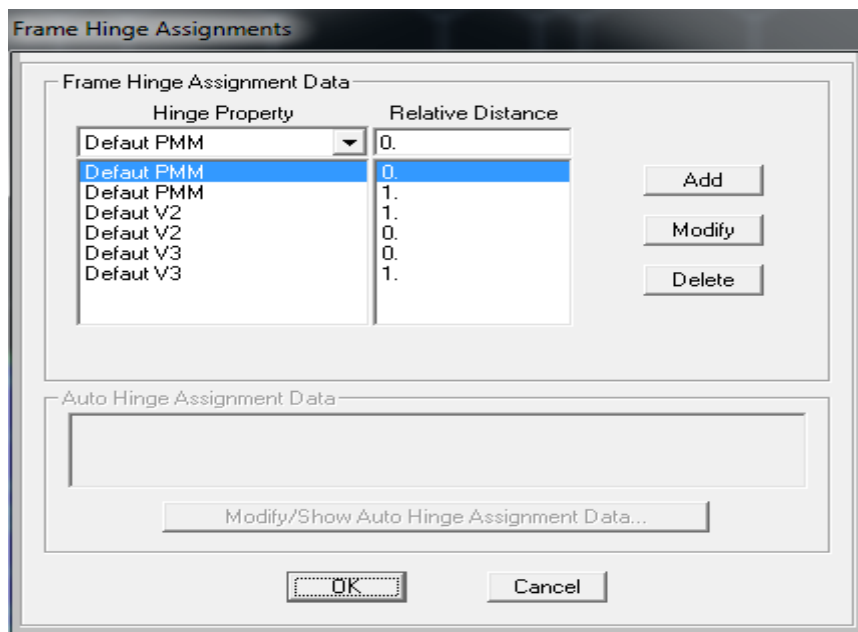 Frame Hinge Assignments
Frame Hinge Assignment Data
Hinge Property Relative Distance
Defaut PMM 0.
Defaut PMM 0.
Defaut PMM 1.
Defaut V2 1.
Defaut V2 0.
Defaut V3 0.
Defaut V3 1.
Add
Modify
Delete
Auto Hinge Assignment Data
Modify/Show Auto Hinge Assignment Data...
OK Cancel